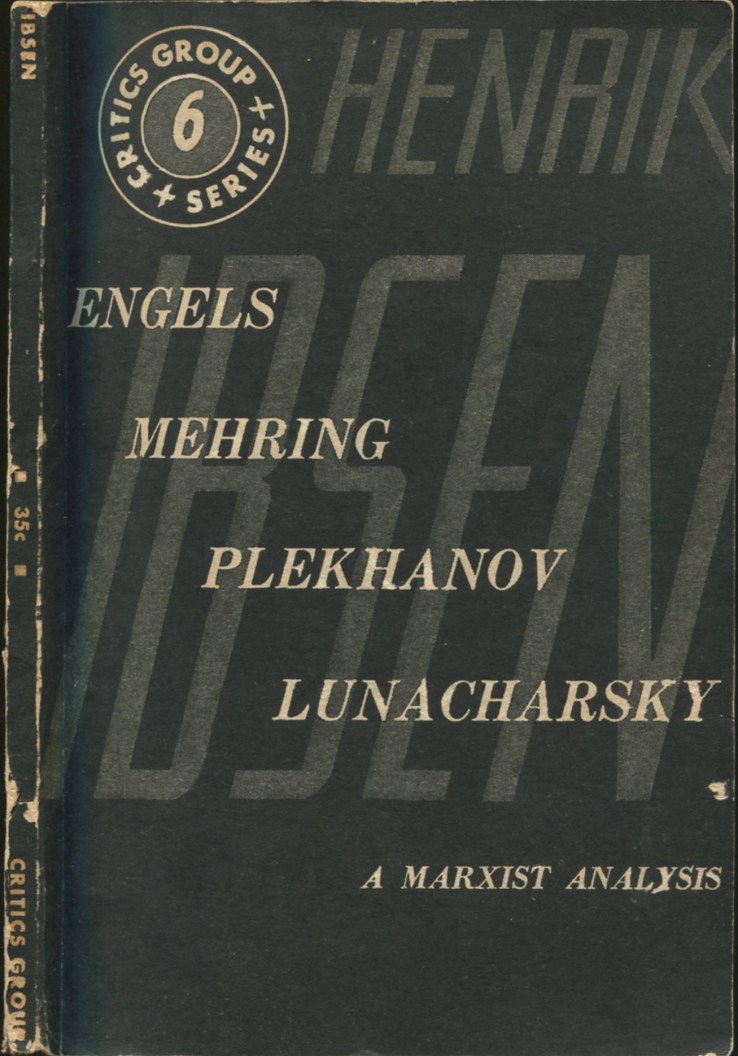 IBSEN
35c
CRITICS GROUP
CRITICS GROUP
SERIES
6
HENRIK
IBSEN
ENGELS
MEHRING
PLEKHANOV
LUNACHARSKY
A MARXIST ANALYSIS